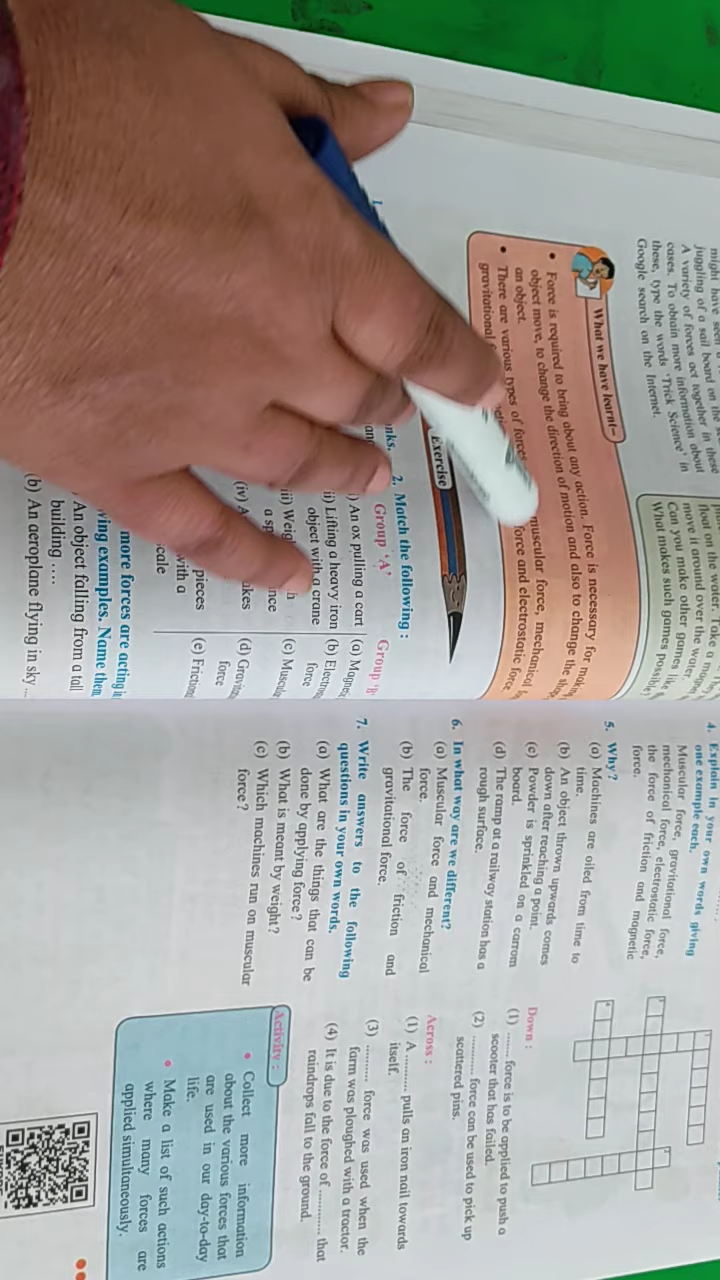 juggling of a sail board on the
A variety of forces act together in these
cases. To obtain more information about
these, type the words 'Trick Science' in
Google search on the Internet.
float on the water. Take a
move it around over the water.
Can you make other games like
What makes such games possible
What we have learnt-
• Force is required to bring about any action. Force is necessary for
object move, to change the direction of motion and also to change the
an object.
• There are various types of forces muscular force, mechanical
gravitational force and electrostatic force
Exercise
2. Match the following :
Group 'A' Group
An ox pulling a cart (a)
Lifting a heavy iron (b)
object with a crane force
(c)
(iv) (d)
force
pieces (e)
with a
more forces are acting
examples. Name
An object falling from a tall
building ....
(b) An aeroplane flying in sky
4. Explain in your own words giving
one example each.
Muscular force, gravitational force,
mechanical force, electrostatic force,
the force of friction and magnetic
force.
5. Why?
(a) Machines are oiled from time to
time.
(b) An object thrown upwards comes
down after reaching a point.
(c) Powder is sprinkled on a carrom
board.
(d) The ramp at a railway station has a
rough surface.
6. In what way are we different?
(a) Muscular force and mechanical
force.
(b) The force of friction and
gravitational force.
7. Write answers to the following
questions in your own words.
(a) What are the things that can be
done by applying force?
(b) What is meant by weight?
(c) Which machines run on muscular
force?
Down :
(1) ........ force is to be applied to push a
scooter that has failed.
(2) .......... force can be used to pick up
scattered pins.
Across :
(1) A .......... pulls an iron nail towards
itself.
(3) .......... force was used when the
farm was ploughed with a tractor.
(4) It is due to the force of .......... that
raindrops fall to the ground.
Activity :
• Collect more information
about the various forces that
are used in our day-to-day
life.
• Make a list of such actions
where many forces are
applied simultaneously.